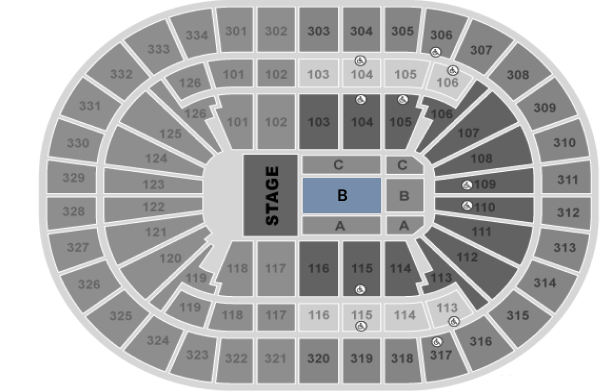 301 302 303 304 305
334 306
333 307
332 308
331 309
330 310
329 311
328 312
327 313
326 314
325 315
324 316
323 317
322 321 320 319 318
126 101 102 103 104 105 106
126 101 102 103 104 105 106
125 107
124 108
123 109
122 110
121 111
120 112
119 118 117 116 115 114 113
119 118 117 116 115 114 113
STAGE
C C
B B
A A